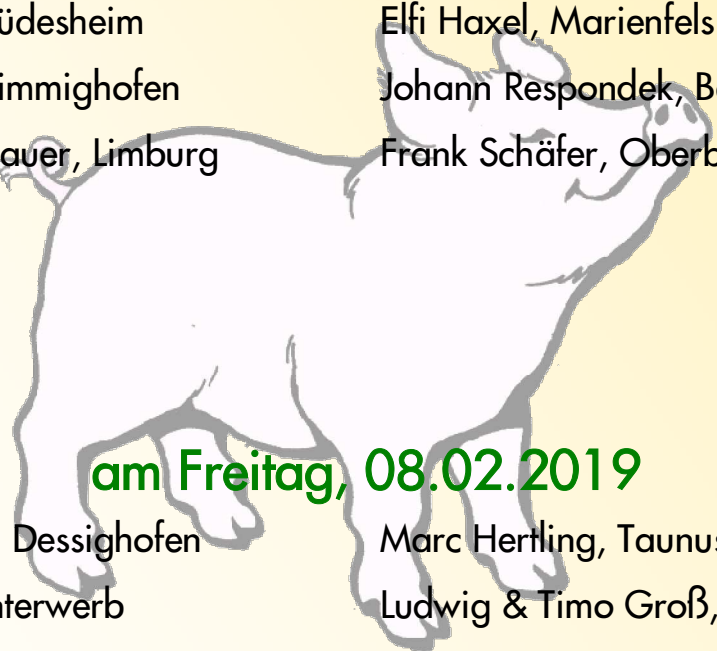 üdesheim Elfi Haxel, Marienfels
immighofen Johann Respondek, B
auer, Limburg Frank Schäfer, Oberb
am Freitag, 08.02.2019
Dessighofen Marc Hertling, Taunus
nterwerb Ludwig & Timo Groß,